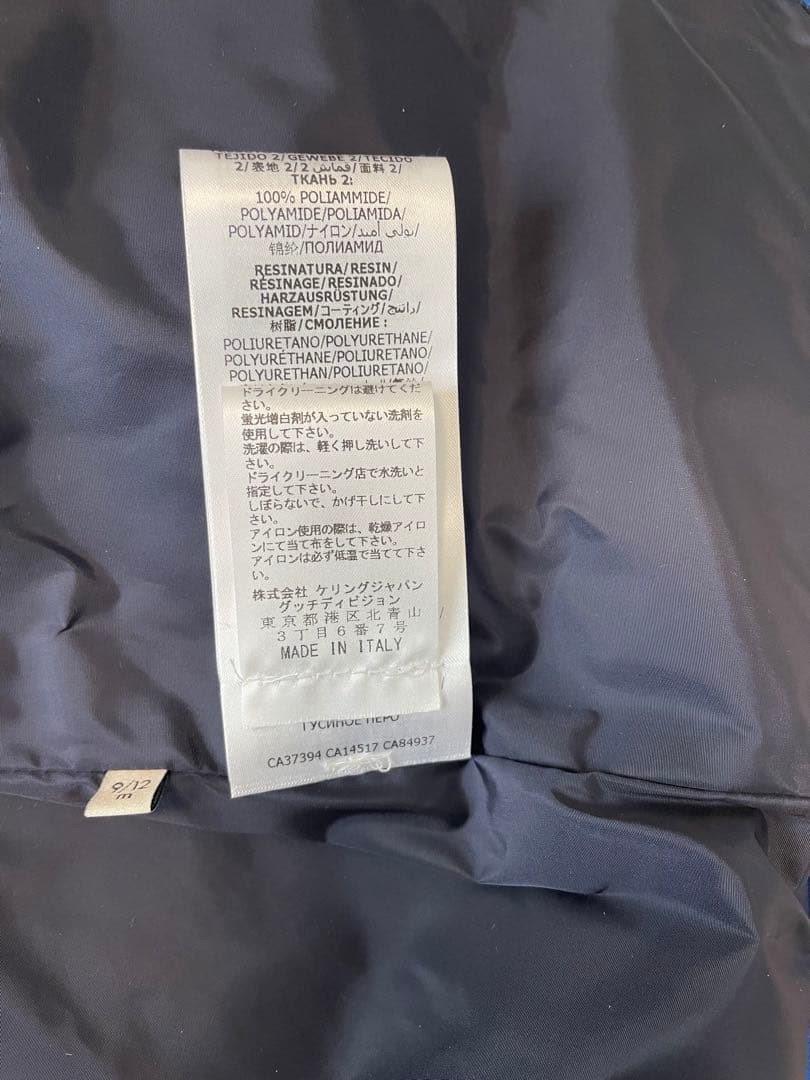 TEJIDO 2/GEWEBE 2/TECIDO
2/表地 2/قماش 2/面料 2/
ТКАНЬ 2:
100% POLIAMMIDE/
POLYAMIDE/POLIAMIDA/
POLYAMID/ナイロン/بولي أميد/
锦纶/ПОЛИАМИД
RESINATURA/RESIN/
RÉSINAGE/RESINADO/
HARZAUSRÜSTUNG/
RESINAGEM/コーティング/راتينج/
树脂/СМОЛЕНИЕ:
POLIURETANO/POLYURETHANE/
POLYURÉTHANE/POLIURETANO/
POLYURETHAN/POLIURETANO/
ドライクリーニングは避けてくだ
さい。
蛍光増白剤が入っていない洗剤を
使用して下さい。
洗濯の際は、軽く押し洗いして下
さい。
ドライクリーニング店で水洗いと
指定して下さい。
しぼらないで、かげ干しにして下
さい。
アイロン使用の際は、乾燥アイロ
ンにて当て布をして下さい。
アイロンは必ず低温で当てて下さ
い。
株式会社 ケリングジャパン
グッチディビジョン
東京都港区北青山
3丁目6番7号
MADE IN ITALY
ГУСИНОЕ ПЕРО
CA37394 CA14517 CA84937
9/12
m